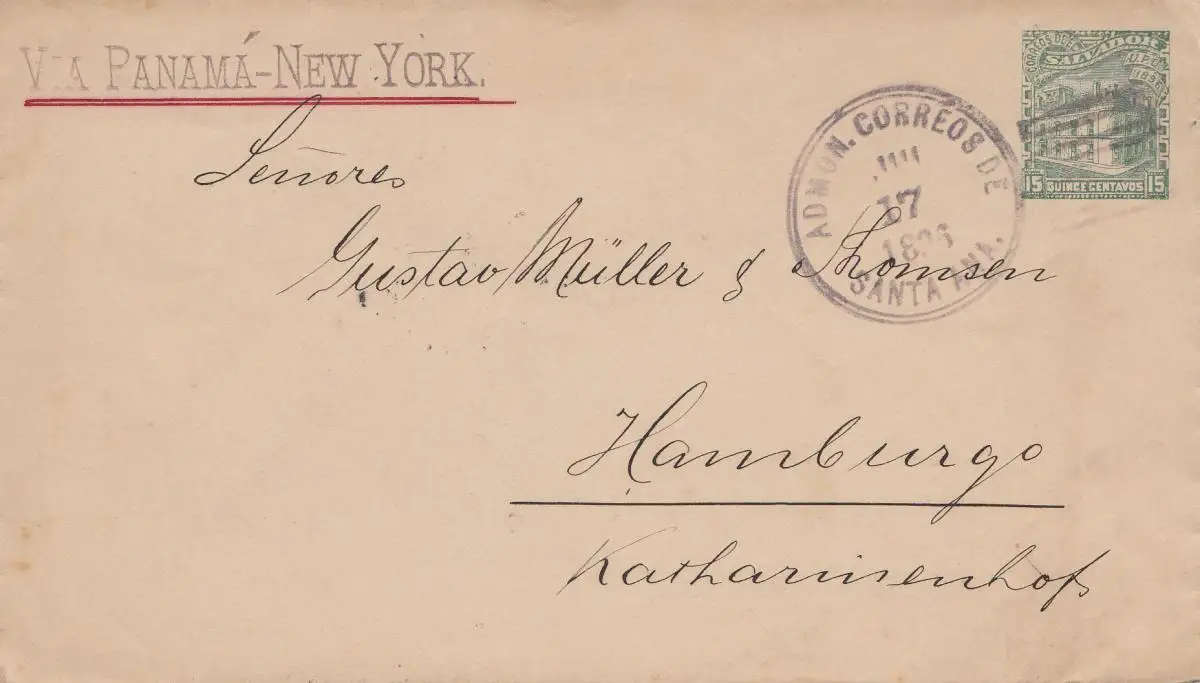 VIA PANAMÁ-NEW YORK.
CORREOS DE
SALVADOR
U.P.U.
15 QUINCE CENTAVOS 15
ADMON. CORREOS DE
17
1896
SANTA ANA.
Señores
Gustav Müller & Thomsen
Hamburgo
Katharinenhof